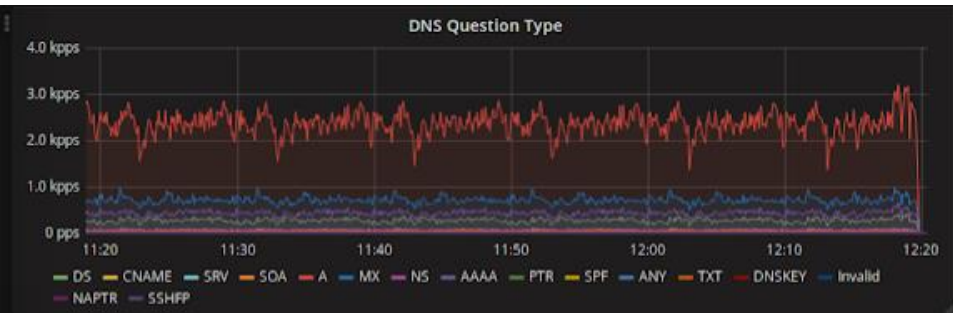 DNS Question Type
4.0 kpps
3.0 kpps
2.0 kpps
1.0 kpps
0 pps
11:20 11:30 11:40 11:50 12:00 12:10 12:20
DS CNAME SRV SOA A MX NS AAAA PTR SPF ANY TXT DNSKEY Invalid
NAPTR SSHFP